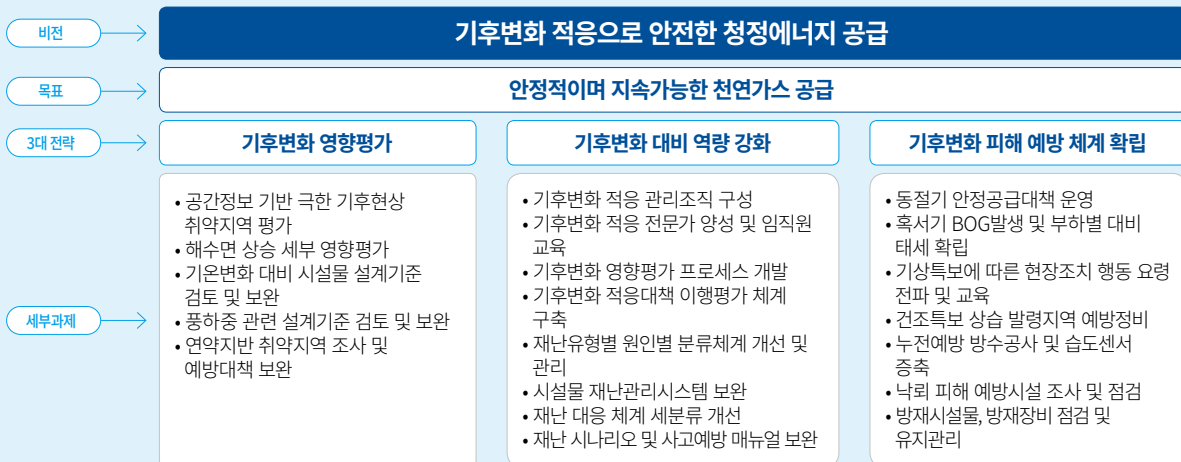 비전
기후변화 적응으로 안전한 청정에너지 공급
목표
안정적이며 지속가능한 천연가스 공급
3대 전략
기후변화 영향평가
기후변화 대비 역량 강화
기후변화 피해 예방 체계 확립
세부과제
• 공간정보 기반 극한 기후현상
취약지역 평가
• 해수면 상승 세부 영향평가
• 기온변화 대비 시설물 설계기준
검토 및 보완
• 풍하중 관련 설계기준 검토 및 보완
• 연약지반 취약지역 조사 및
예방대책 보완
• 기후변화 적응 관리조직 구성
• 기후변화 적응 전문가 양성 및 임직원
교육
• 기후변화 영향평가 프로세스 개발
• 기후변화 적응대책 이행평가 체계
구축
• 재난유형별 원인별 분류체계 개선 및
관리
• 시설물 재난관리시스템 보완
• 재난 대응 체계 세분류 개선
• 재난 시나리오 및 사고예방 매뉴얼 보완
• 동절기 안정공급대책 운영
• 혹서기 BOG발생 및 부하별 대비
태세 확립
• 기상특보에 따른 현장조치 행동 요령
전파 및 교육
• 건조특보 상습 발령지역 예방정비
• 누전예방 방수공사 및 습도센서
증축
• 낙뢰 피해 예방시설 조사 및 점검
• 방재시설물, 방재장비 점검 및
유지관리